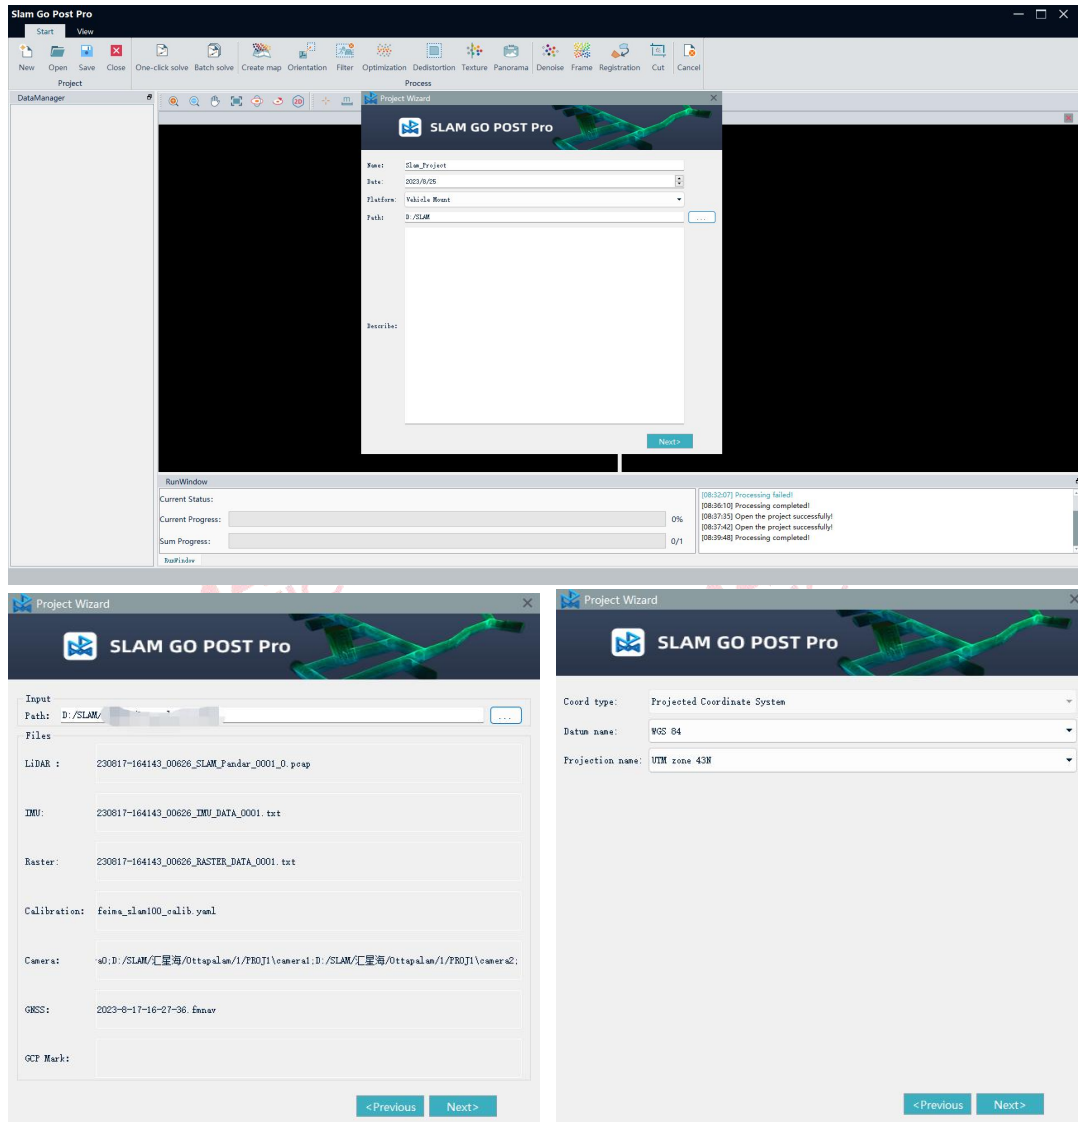 Slam Go Post Pro
Start View
New Open Save Close One-click solve Batch solve Create map Orientation Filter Optimization Dedistortion Texture Panorama Denoise Frame Registration Cut Cancel
Project Process
DataManager
Project Wizard
SLAM GO POST Pro
Name: Slam_Project
Date: 2023/8/25
Platform: Vehicle Mount
Path: D:/SLAM ...
Describe:
Next>
RunWindow
Current Status:
Current Progress: 0%
Sum Progress: 0/1
RunWindow
[08:32:07] Processing failed!
[08:36:10] Processing completed!
[08:37:35] Open the project successfully!
[08:37:42] Open the project successfully!
[08:39:48] Processing completed!
Project Wizard
SLAM GO POST Pro
Input
Path: D:/SLAM/ ...
Files
LiDAR : 230817-164143_00626_SLAM_Pandar_0001_0.pcap
IMU: 230817-164143_00626_IMU_DATA_0001.txt
Raster: 230817-164143_00626_RASTER_DATA_0001.txt
Calibration: feima_slam100_calib.yaml
Camera: a0;D:/SLAM/汇星海/Ottapalam/1/PROJ1\camera1;D:/SLAM/汇星海/Ottapalam/1/PROJ1\camera2;
GNSS: 2023-8-17-16-27-36.fmnav
GCP Mark:
<Previous Next>
Project Wizard
SLAM GO POST Pro
Coord type: Projected Coordinate System
Datum name: WGS 84
Projection name: UTM zone 43N
<Previous Next>